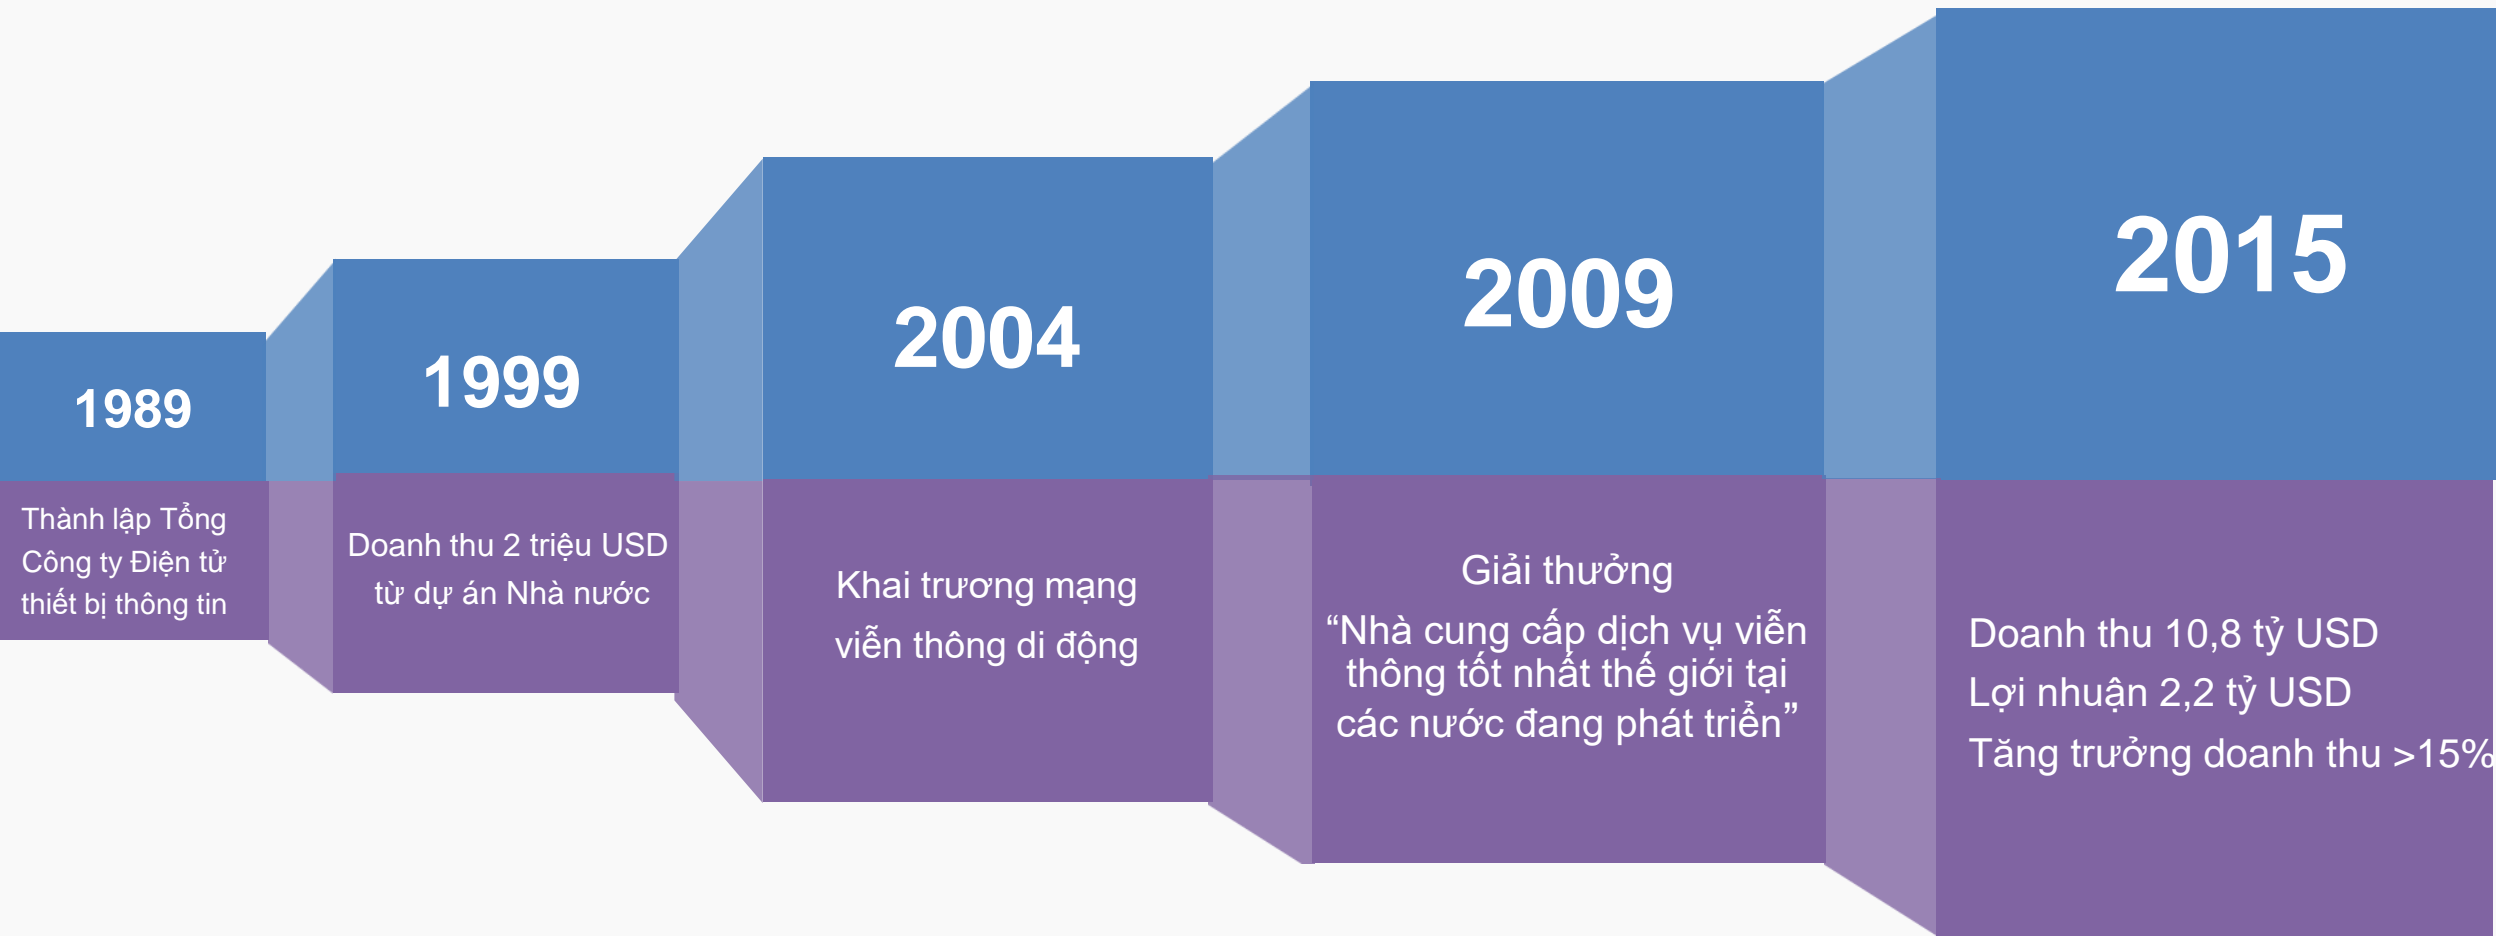 1989
Thành lập Tổng
Công ty Điện tử
thiết bị thông tin
1999
Doanh thu 2 triệu USD
từ dự án Nhà nước
2004
Khai trương mạng
viễn thông di động
2009
Giải thưởng
“Nhà cung cấp dịch vụ viễn
thông tốt nhất thế giới tại
các nước đang phát triển”
2015
Doanh thu 10,8 tỷ USD
Lợi nhuận 2,2 tỷ USD
Tăng trưởng doanh thu >15%